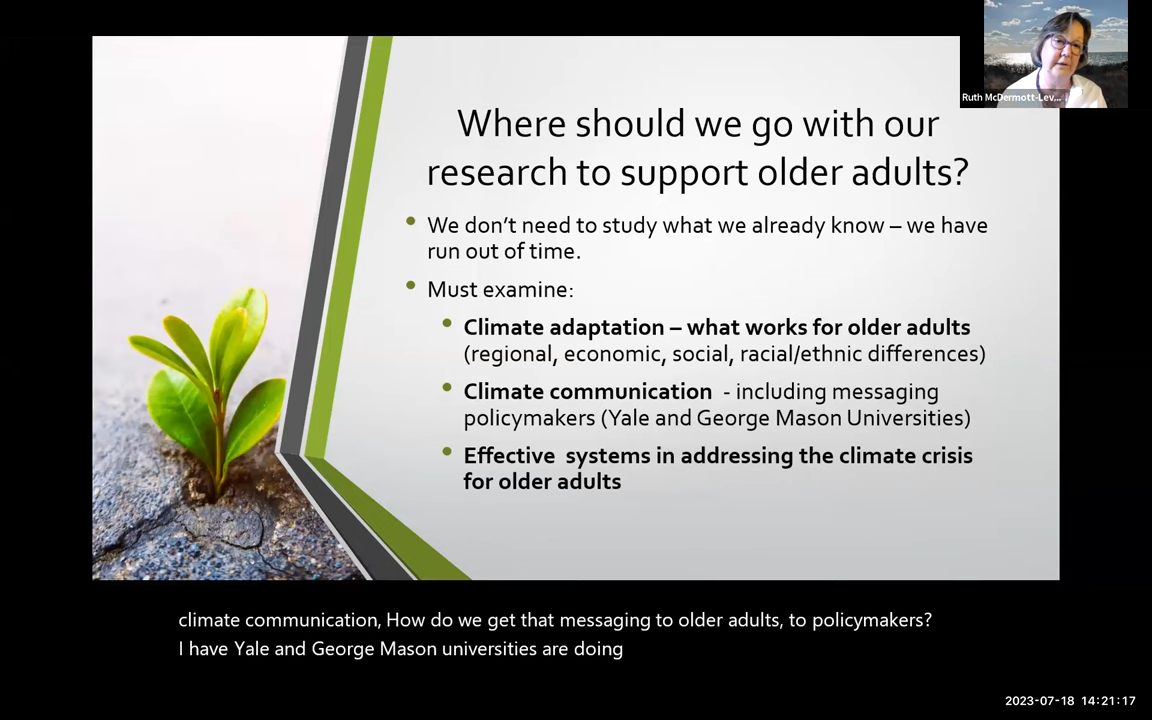 Ruth McDermott-Lev...
Where should we go with our
research to support older adults?
• We don’t need to study what we already know – we have
run out of time.
• Must examine:
• Climate adaptation – what works for older adults
(regional, economic, social, racial/ethnic differences)
• Climate communication - including messaging
policymakers (Yale and George Mason Universities)
• Effective systems in addressing the climate crisis
for older adults
climate communication, How do we get that messaging to older adults, to policymakers?
I have Yale and George Mason universities are doing
2023-07-18 14:21:17